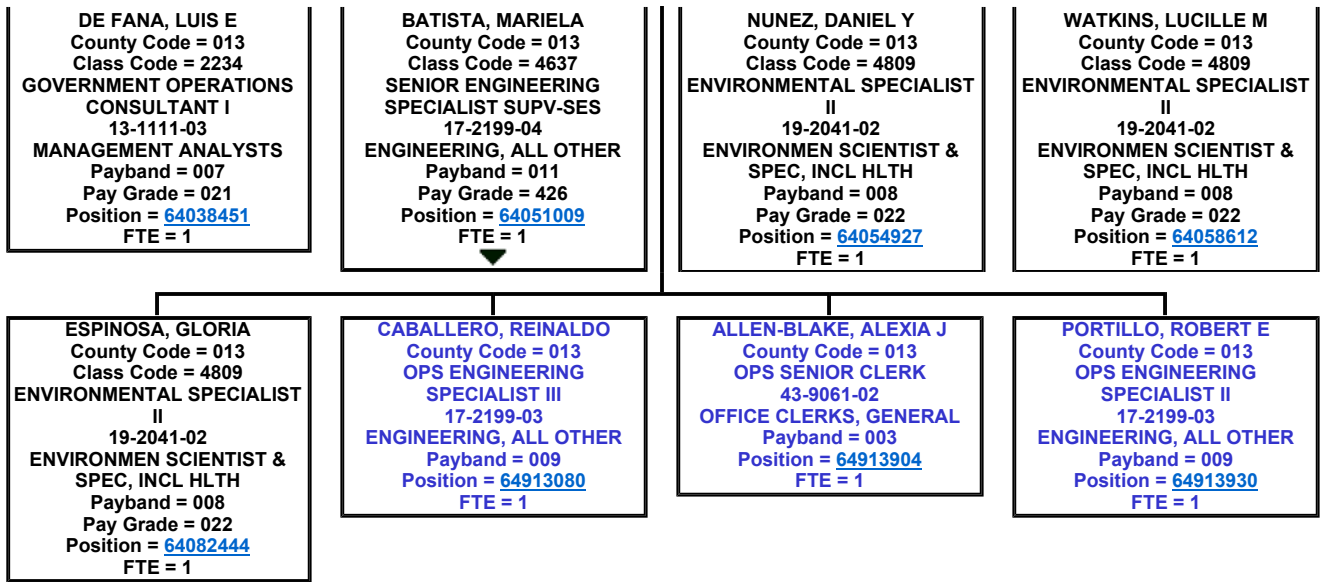 DE FANA, LUIS E
County Code = 013
Class Code = 2234
GOVERNMENT OPERATIONS
CONSULTANT I
13-1111-03
MANAGEMENT ANALYSTS
Payband = 007
Pay Grade = 021
Position = 64038451
FTE = 1
BATISTA, MARIELA
County Code = 013
Class Code = 4637
SENIOR ENGINEERING
SPECIALIST SUPV-SES
17-2199-04
ENGINEERING, ALL OTHER
Payband = 011
Pay Grade = 426
Position = 64051009
FTE = 1
NUNEZ, DANIEL Y
County Code = 013
Class Code = 4809
ENVIRONMENTAL SPECIALIST
II
19-2041-02
ENVIRONMEN SCIENTIST &
SPEC, INCL HLTH
Payband = 008
Pay Grade = 022
Position = 64054927
FTE = 1
WATKINS, LUCILLE M
County Code = 013
Class Code = 4809
ENVIRONMENTAL SPECIALIST
II
19-2041-02
ENVIRONMEN SCIENTIST &
SPEC, INCL HLTH
Payband = 008
Pay Grade = 022
Position = 64058612
FTE = 1
ESPINOSA, GLORIA
County Code = 013
Class Code = 4809
ENVIRONMENTAL SPECIALIST
II
19-2041-02
ENVIRONMEN SCIENTIST &
SPEC, INCL HLTH
Payband = 008
Pay Grade = 022
Position = 64082444
FTE = 1
CABALLERO, REINALDO
County Code = 013
OPS ENGINEERING
SPECIALIST III
17-2199-03
ENGINEERING, ALL OTHER
Payband = 009
Position = 64913080
FTE = 1
ALLEN-BLAKE, ALEXIA J
County Code = 013
OPS SENIOR CLERK
43-9061-02
OFFICE CLERKS, GENERAL
Payband = 003
Position = 64913904
FTE = 1
PORTILLO, ROBERT E
County Code = 013
OPS ENGINEERING
SPECIALIST II
17-2199-03
ENGINEERING, ALL OTHER
Payband = 009
Position = 64913930
FTE = 1